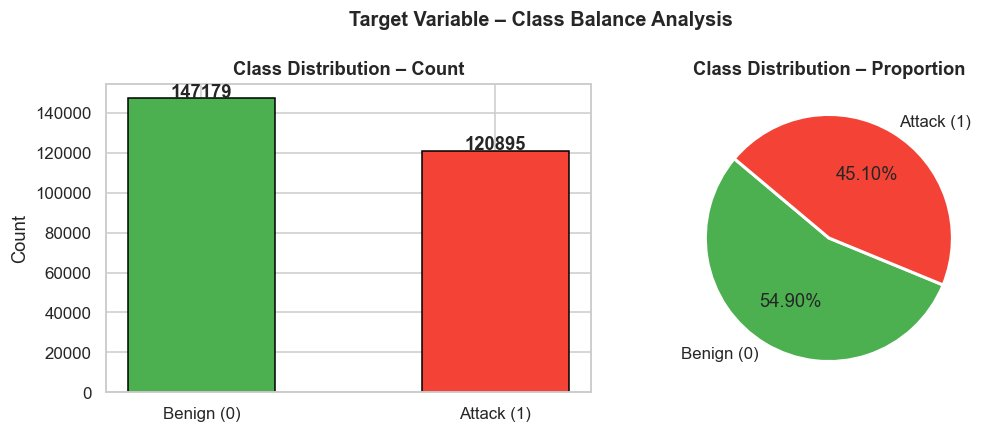 Target Variable – Class Balance Analysis
Class Distribution – Count
147179
120895
140000
120000
100000
80000
60000
40000
20000
0
Count
Benign (0)
Attack (1)
Class Distribution – Proportion
Attack (1)
45.10%
54.90%
Benign (0)